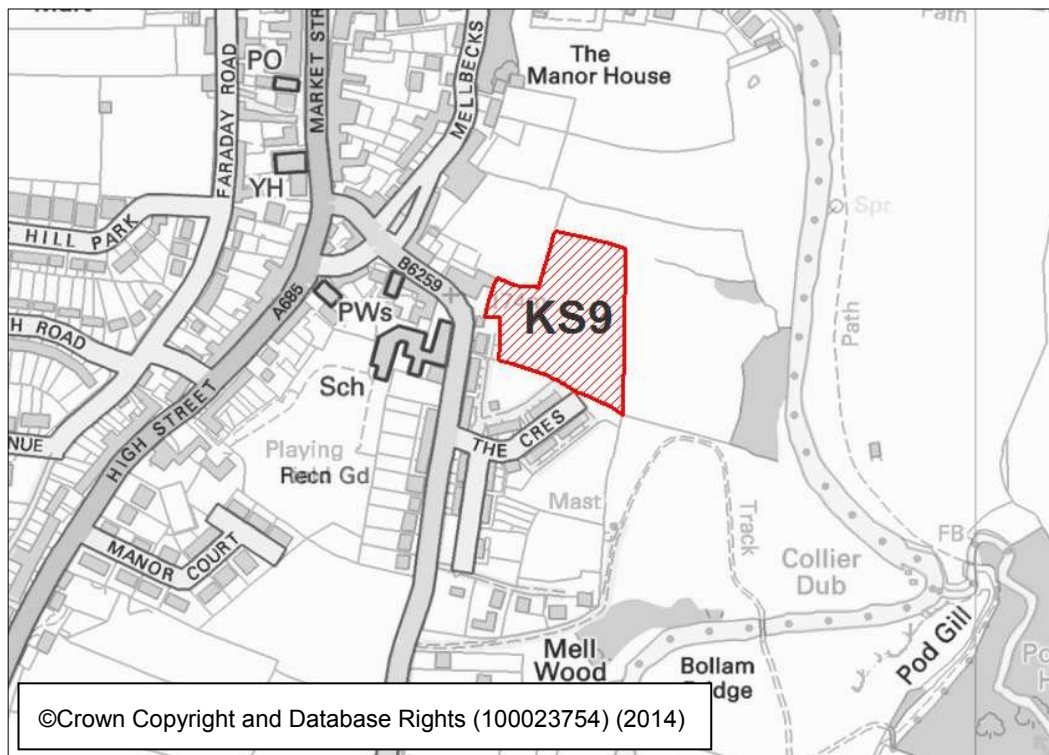 Path
The
Manor House
PO
FARADAY ROAD
MARKET STR
MELLBECKS
YH
HILL PARK
Spr
B6259
A685
PWs
KS9
Path
Sch
HIGH STREET
ROAD
NUE
THE CRES
Playing
Recn Gd
Mast
Track
MANOR COURT
FB
Collier
Dub
Pod Gill
Mell
Wood
Bollam
©Crown Copyright and Database Rights (100023754) (2014)